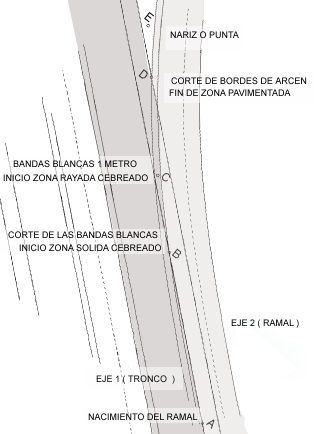 E
NARIZ O PUNTA
D
CORTE DE BORDES DE ARCEN
FIN DE ZONA PAVIMENTADA
BANDAS BLANCAS 1 METRO
INICIO ZONA RAYADA CEBREADO
C
CORTE DE LAS BANDAS BLANCAS
INICIO ZONA SOLIDA CEBREADO
B
EJE 2 ( RAMAL )
EJE 1 ( TRONCO )
NACIMIENTO DEL RAMAL
A